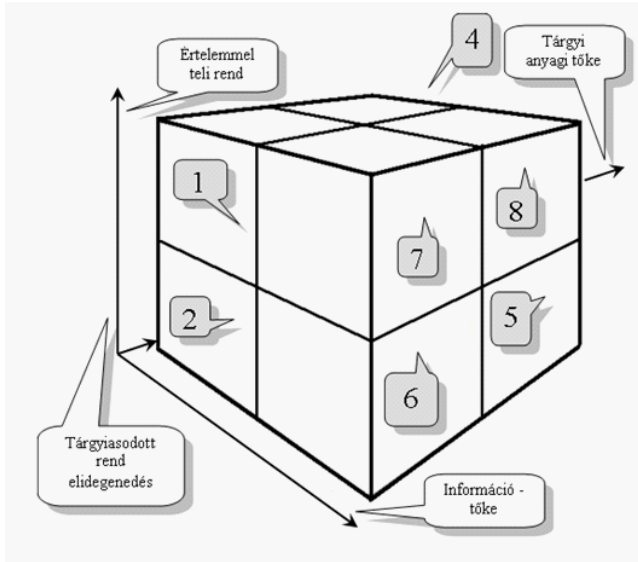 Értelemmel
teli rend
4
Tárgyi
anyagi tőke
1
8
7
2
5
6
Tárgyiasodott
rend
elidegenedés
Információ -
tőke